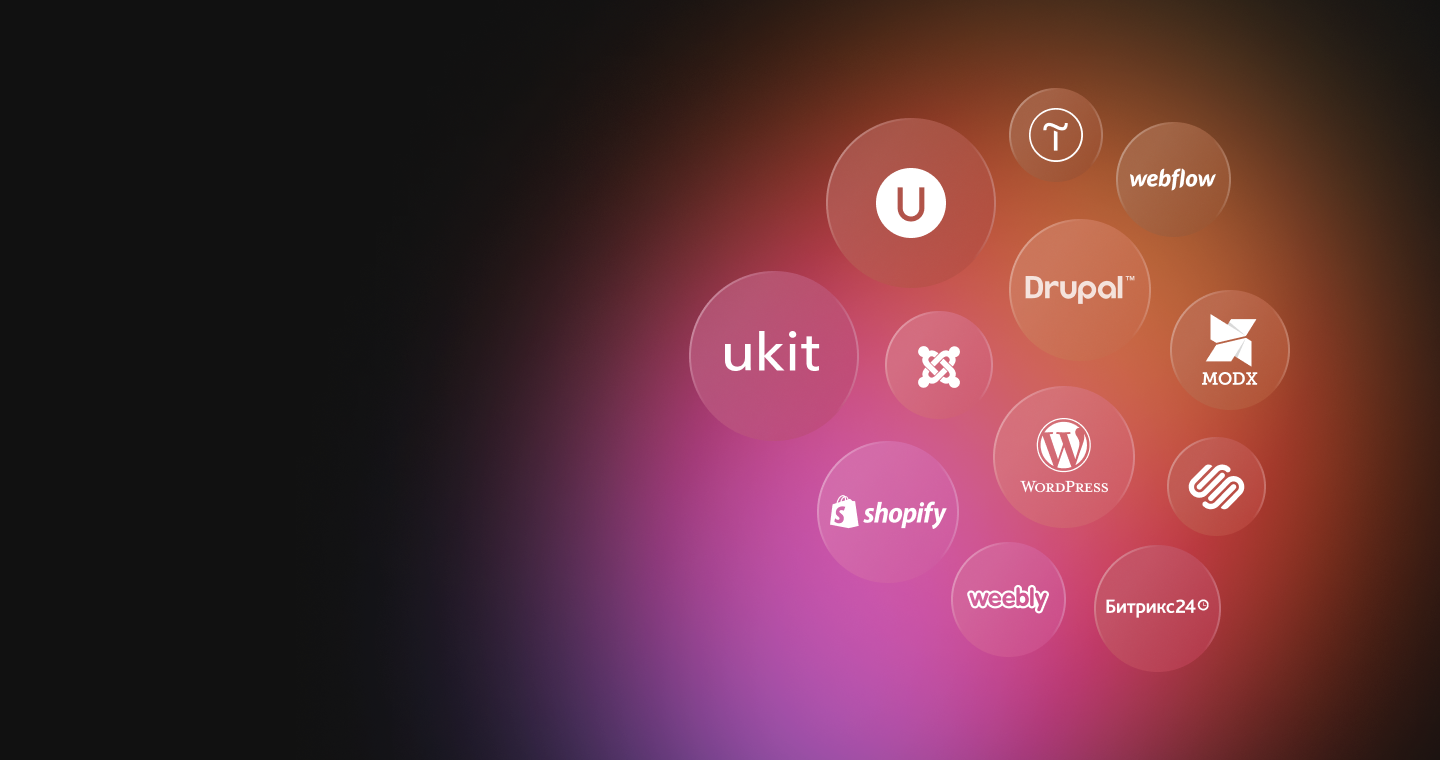 T
U
webflow
Drupal™
ukit
MODX
W
WORDPRESS
S
shopify
weebly
Битрикс24